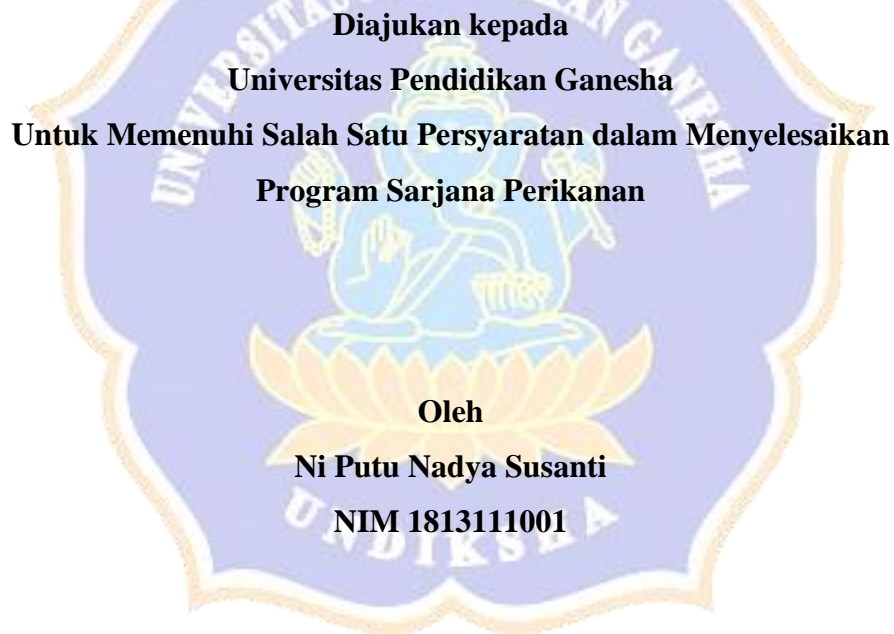 Diajukan kepada
Universitas Pendidikan Ganesha
Untuk Memenuhi Salah Satu Persyaratan dalam Menyelesaikan
Program Sarjana Perikanan
Oleh
Ni Putu Nadya Susanti
NIM 1813111001
UNDIKSHA